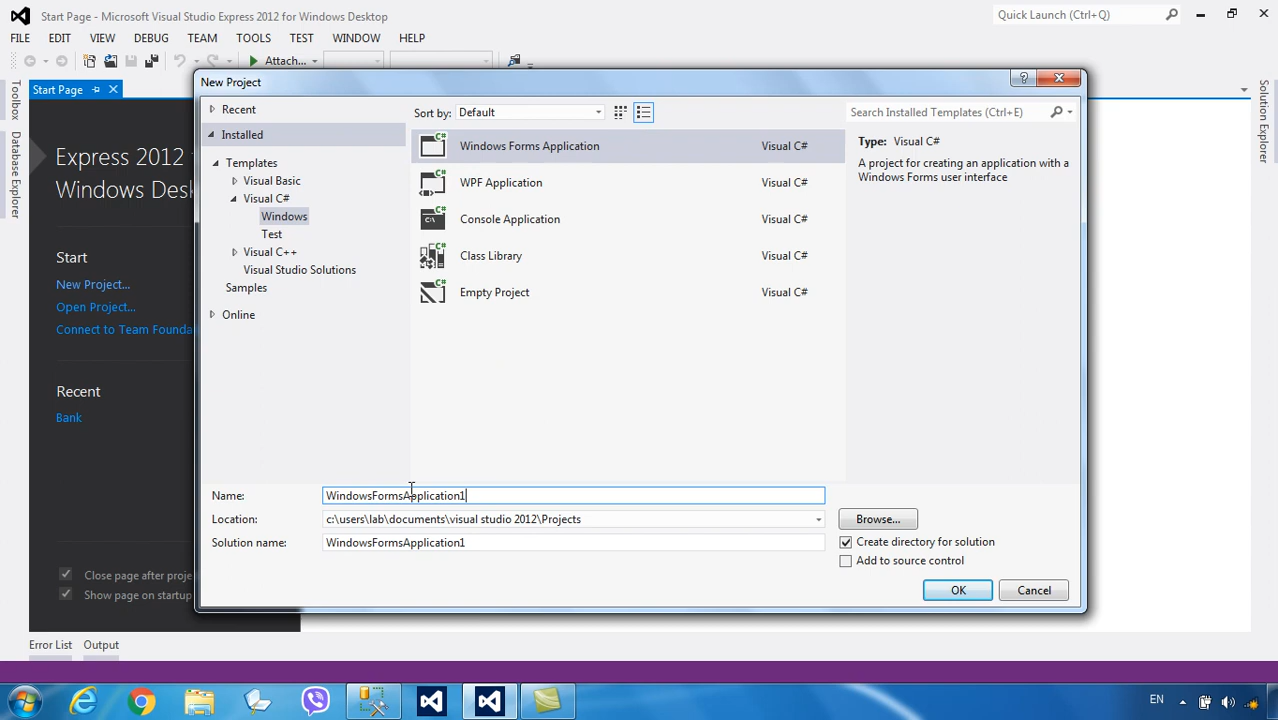 Start Page - Microsoft Visual Studio Express 2012 for Windows Desktop
Quick Launch (Ctrl+Q)
FILE EDIT VIEW DEBUG TEAM TOOLS TEST WINDOW HELP
Attach...
Toolbox
Database Explorer
Solution Explorer
Start Page
Express 2012
Windows Desk
Start
New Project...
Open Project...
Connect to Team Founda
Recent
Bank
Close page after proje
Show page on startup
New Project
Recent
Installed
Templates
Visual Basic
Visual C#
Windows
Test
Visual C++
Visual Studio Solutions
Samples
Online
Sort by: Default
Search Installed Templates (Ctrl+E)
Windows Forms Application Visual C#
WPF Application Visual C#
Console Application Visual C#
Class Library Visual C#
Empty Project Visual C#
Type: Visual C#
A project for creating an application with a
Windows Forms user interface
Name: WindowsFormsApplication1
Location: c:\users\lab\documents\visual studio 2012\Projects
Browse...
Solution name: WindowsFormsApplication1
Create directory for solution
Add to source control
OK Cancel
Error List Output
EN